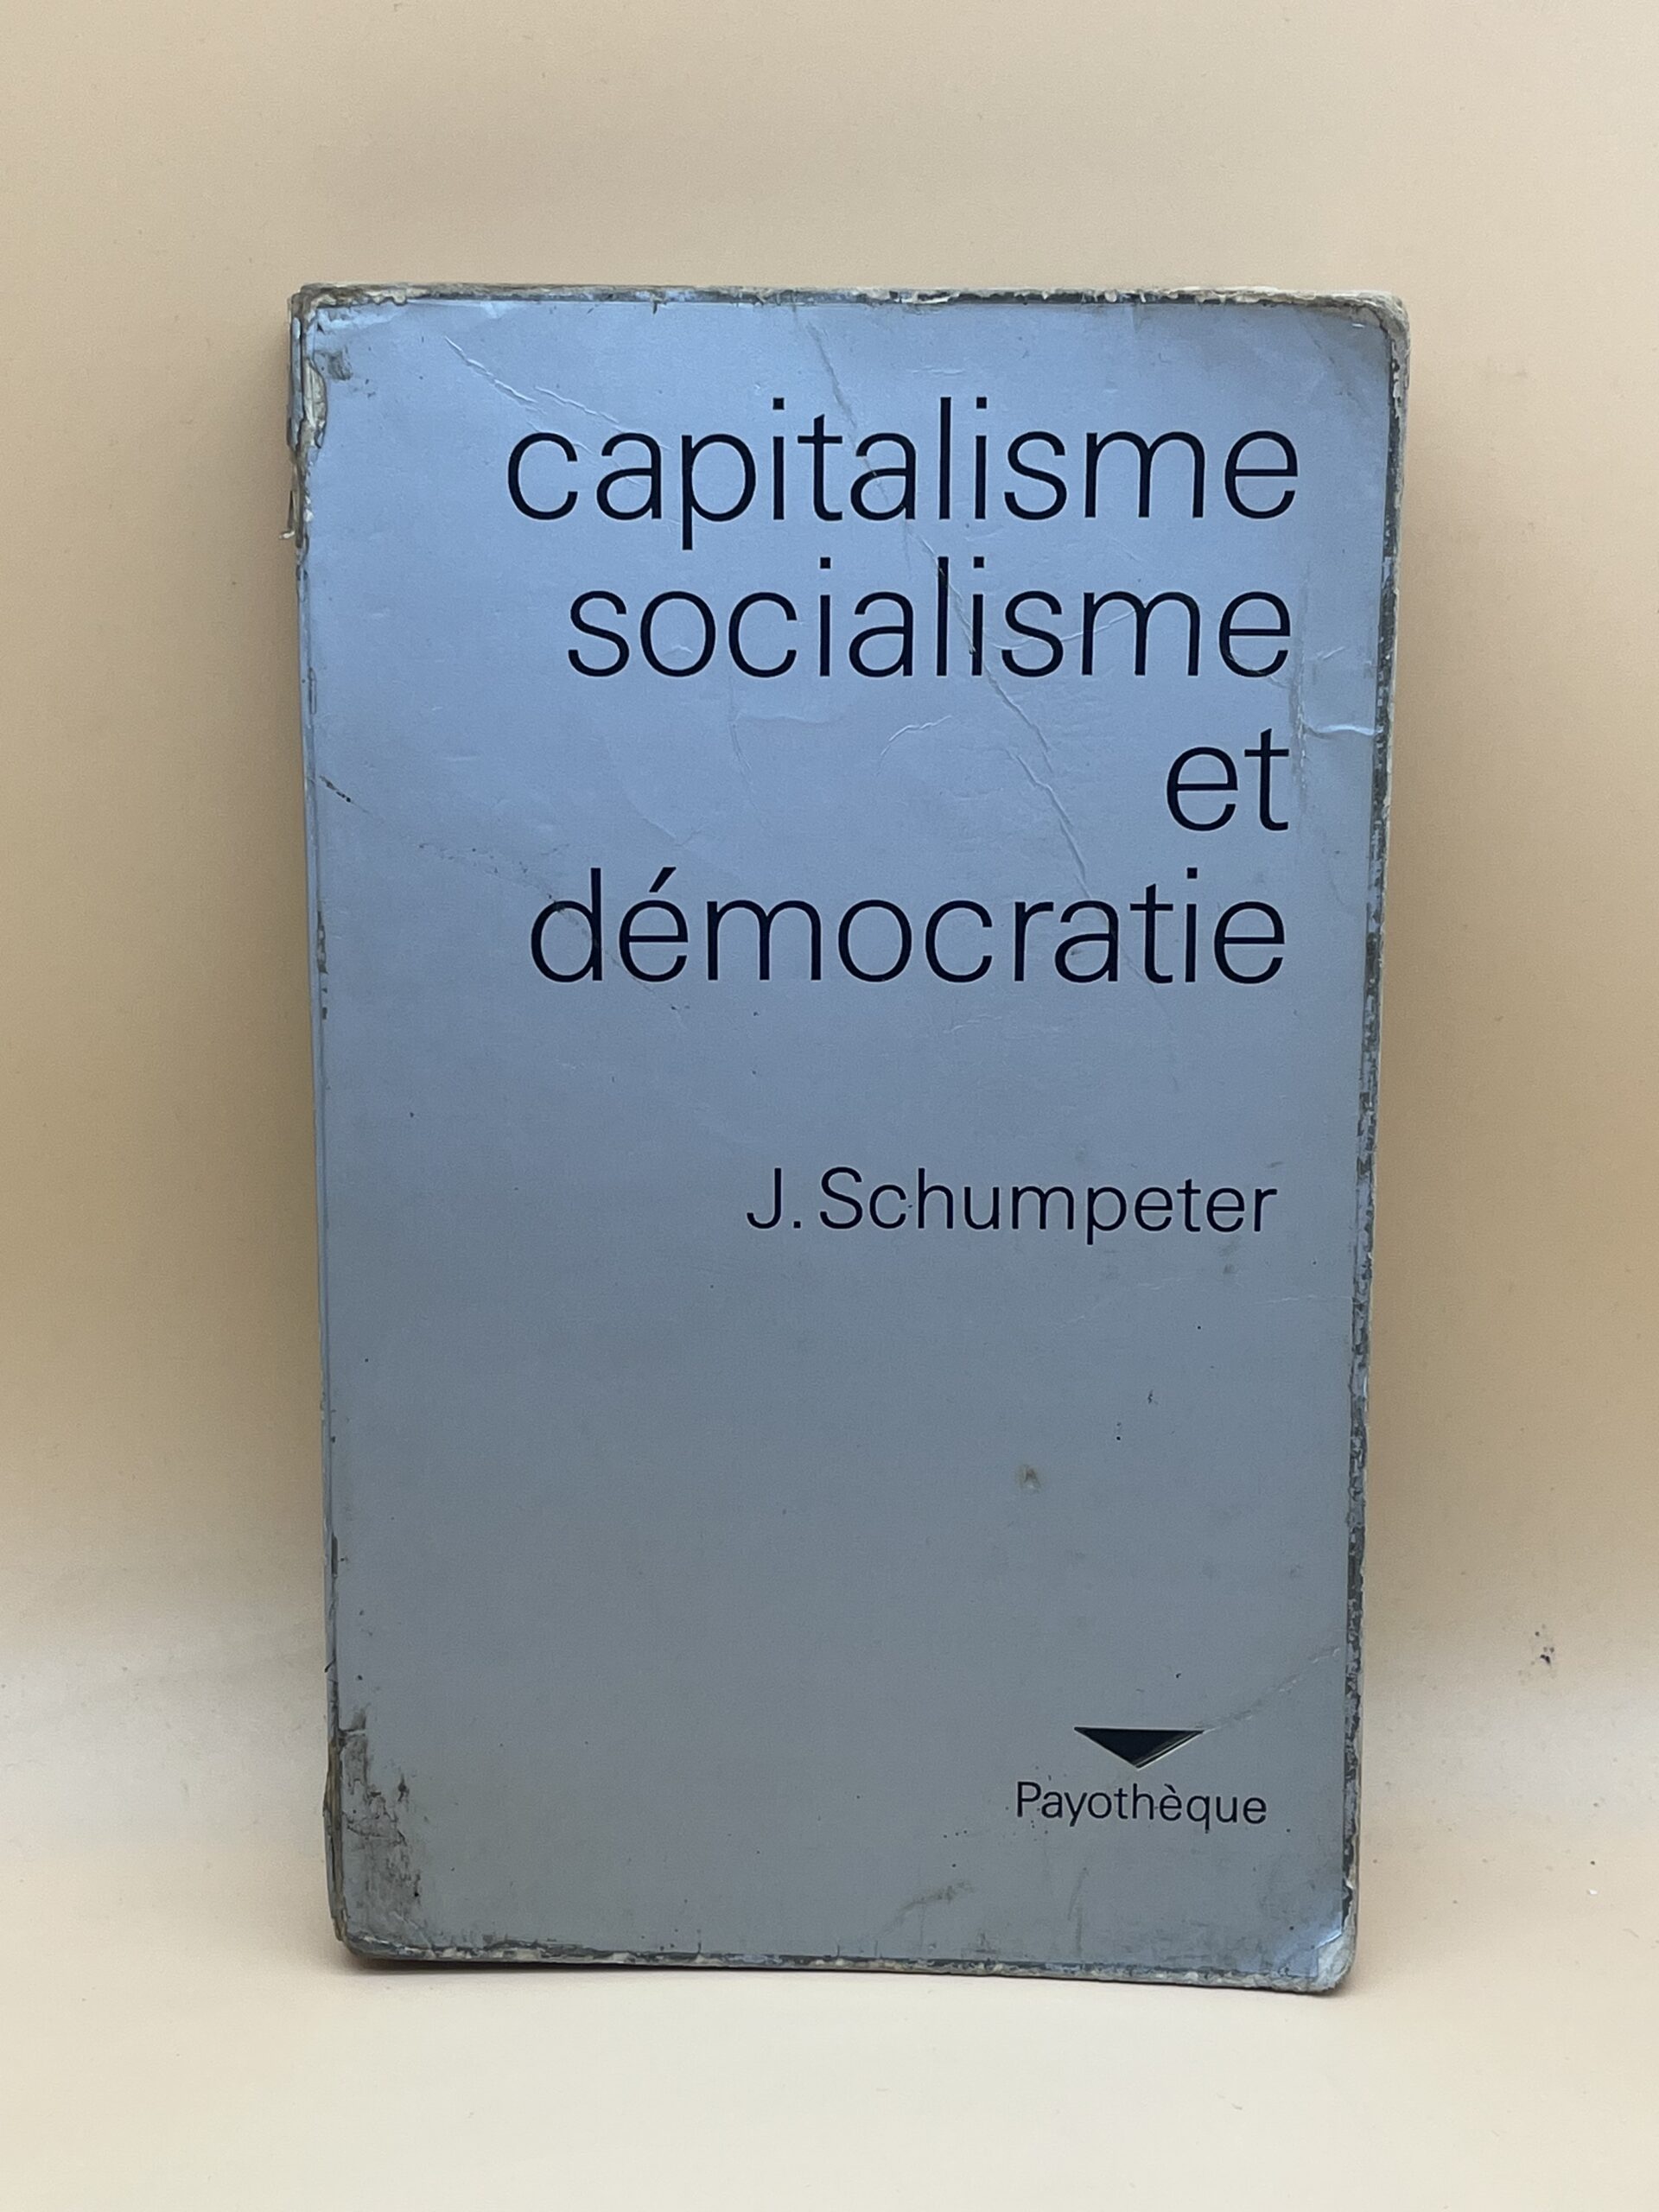 capitalisme
socialisme
et
démocratie
J. Schumpeter
Payothèque